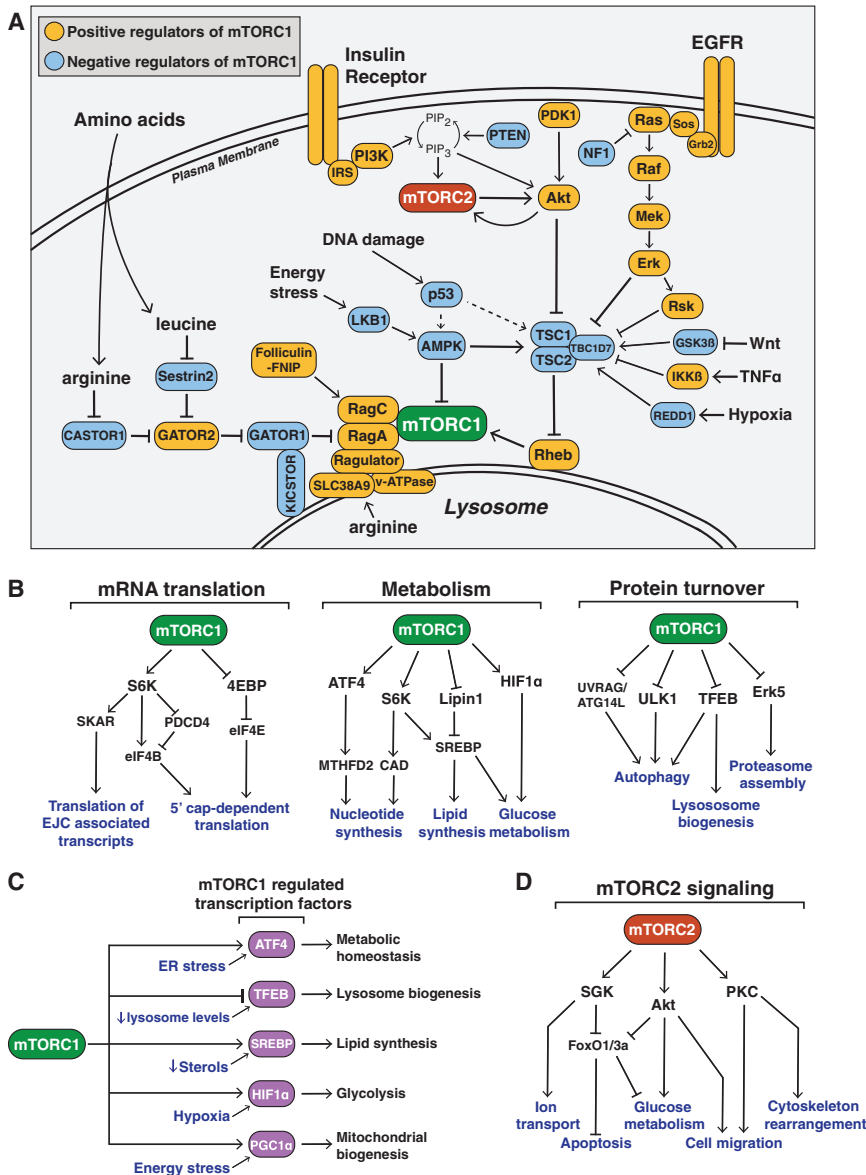 A
Positive regulators of mTORC1
Negative regulators of mTORC1
Insulin
Receptor
EGFR
Amino acids
Plasma Membrane
IRS
PI3K
PIP2
PIP3
PTEN
PDK1
NF1
Ras
Sos
Grb2
Raf
mTORC2
Akt
Mek
DNA damage
Erk
Energy
stress
p53
Rsk
LKB1
leucine
AMPK
TSC1
TSC2
TBC1D7
GSK3ß
Wnt
Folliculin
-FNIP
IKKß
TNFα
arginine
Sestrin2
RagC
REDD1
Hypoxia
CASTOR1
GATOR2
GATOR1
RagA
mTORC1
Rheb
KICSTOR
Ragulator
SLC38A9
v-ATPase
Lysosome
arginine
B
mRNA translation
mTORC1
S6K
4EBP
SKAR
PDCD4
eIF4B
eIF4E
Translation of
EJC associated
transcripts
5' cap-dependent
translation
Metabolism
mTORC1
ATF4
S6K
Lipin1
HIF1α
MTHFD2
CAD
SREBP
Nucleotide
synthesis
Lipid
synthesis
Glucose
metabolism
Protein turnover
mTORC1
UVRAG/
ATG14L
ULK1
TFEB
Erk5
Autophagy
Proteasome
assembly
Lysososome
biogenesis
C
mTORC1 regulated
transcription factors
mTORC1
ATF4
Metabolic
homeostasis
ER stress
TFEB
Lysosome biogenesis
↓lysosome levels
SREBP
Lipid synthesis
↓Sterols
HIF1α
Glycolysis
Hypoxia
PGC1α
Mitochondrial
biogenesis
Energy stress
D
mTORC2 signaling
mTORC2
SGK
Akt
PKC
FoxO1/3a
Ion
transport
Apoptosis
Glucose
metabolism
Cell migration
Cytoskeleton
rearrangement